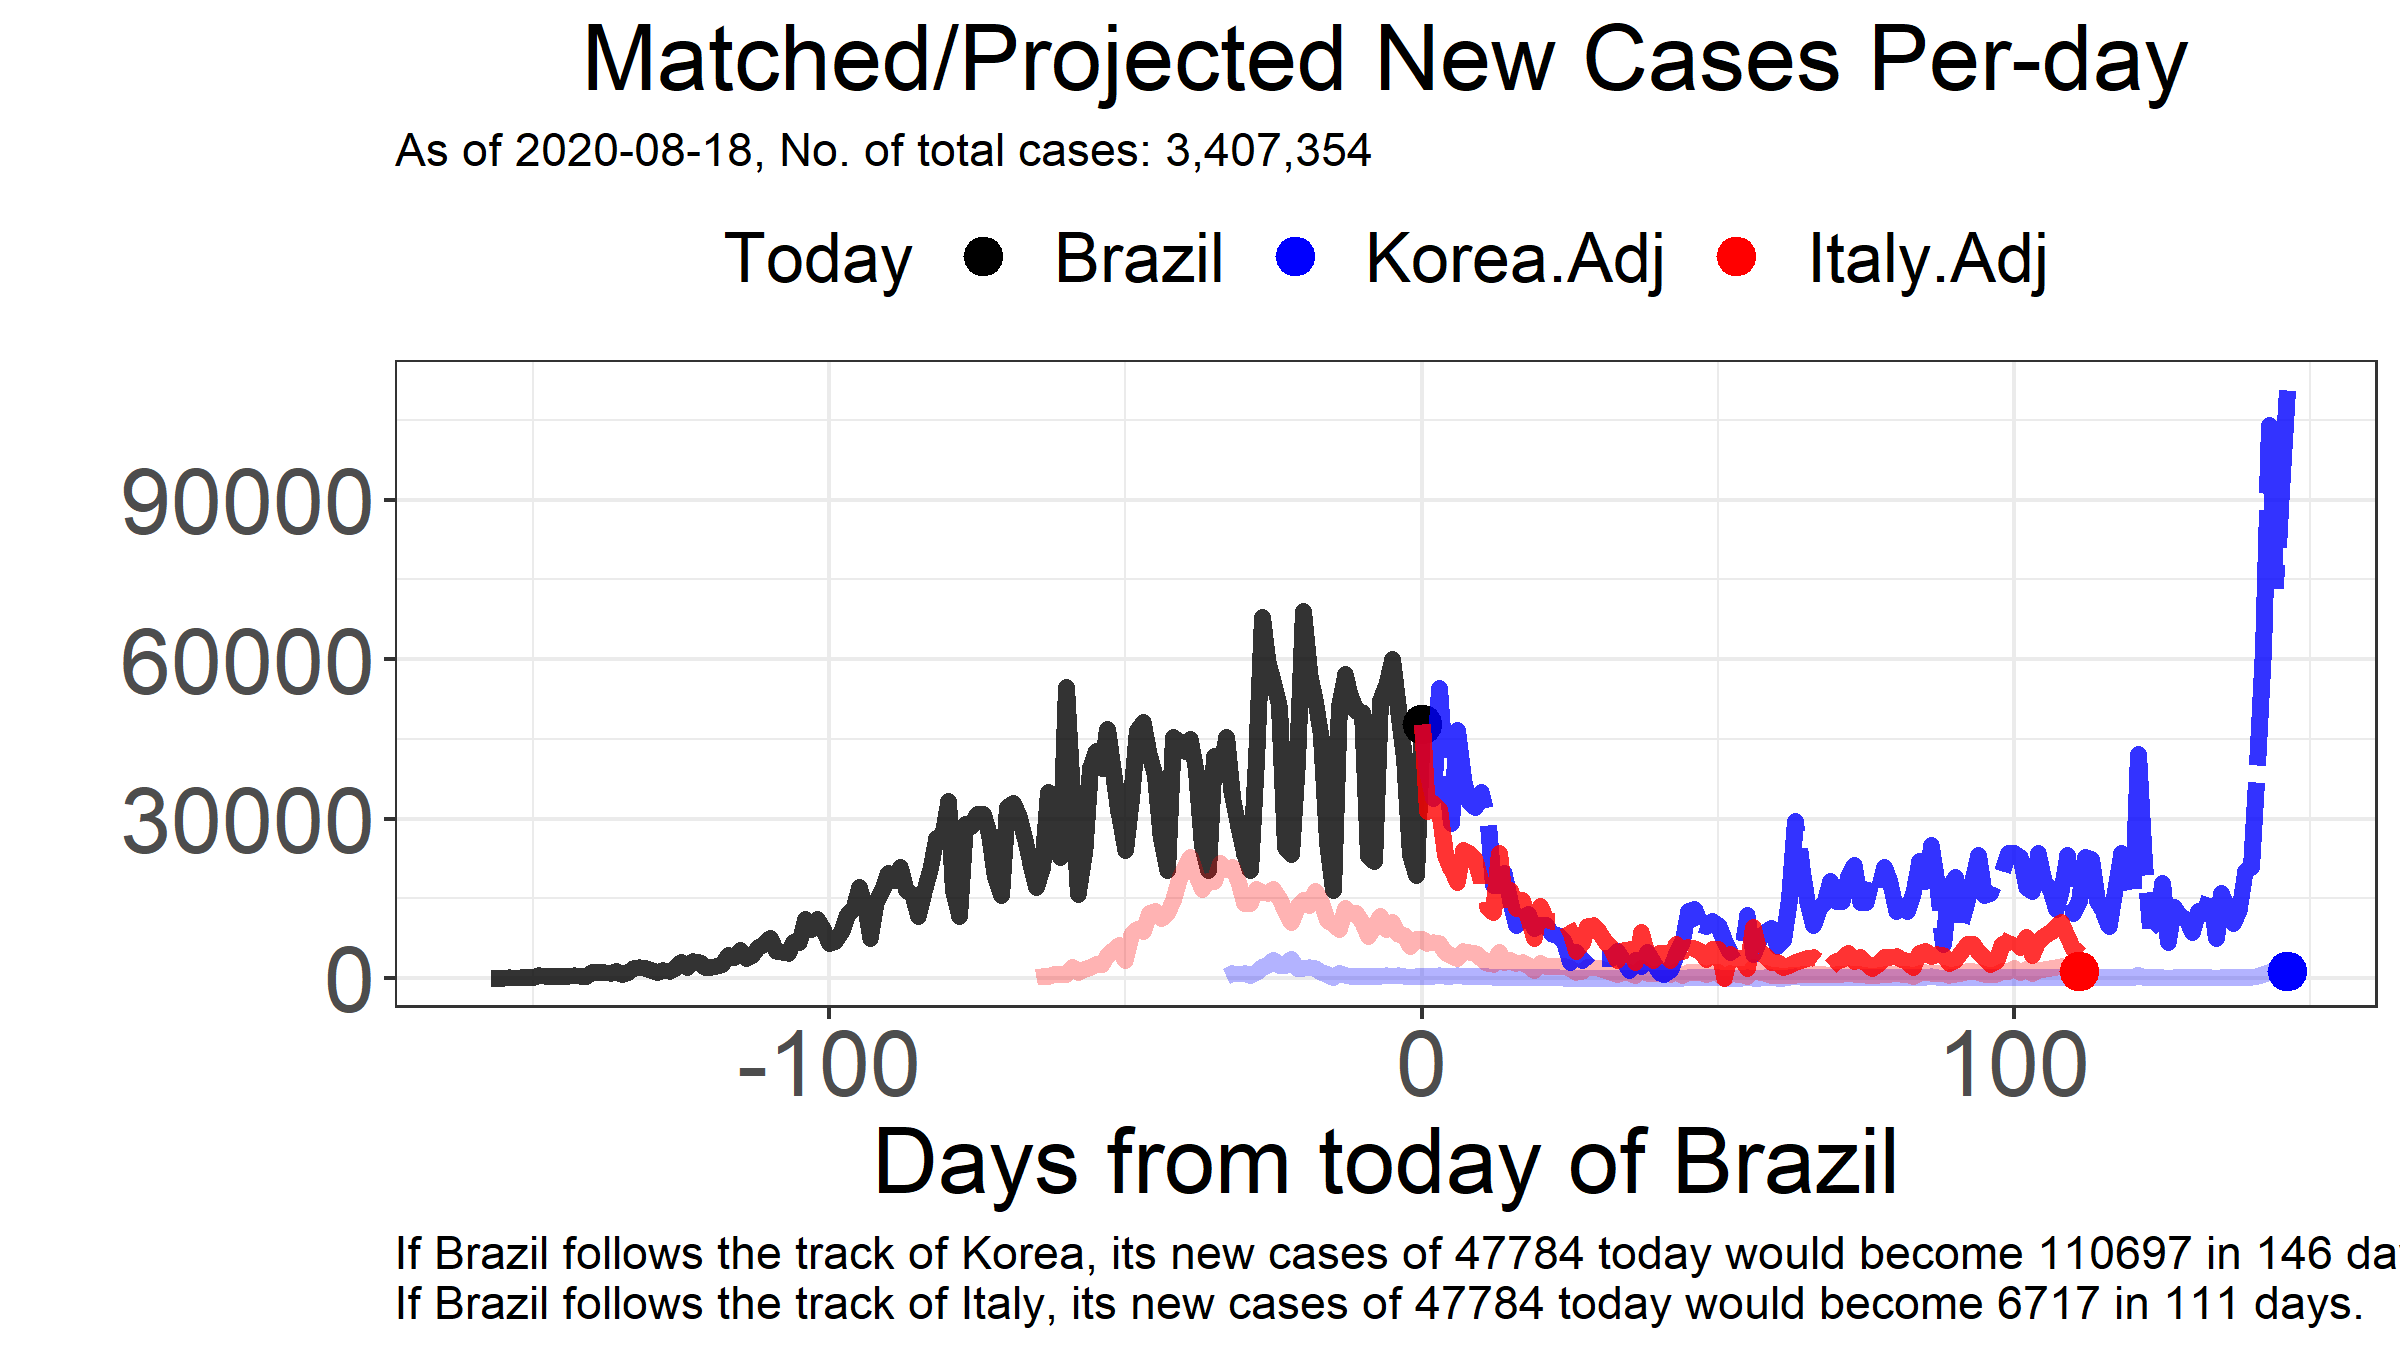 Matched/Projected New Cases Per-day
As of 2020-08-18, No. of total cases: 3,407,354
Today Brazil Korea.Adj Italy.Adj
90000
60000
30000
0
-100 0 100
Days from today of Brazil
If Brazil follows the track of Korea, its new cases of 47784 today would become 110697 in 146 da
If Brazil follows the track of Italy, its new cases of 47784 today would become 6717 in 111 days.